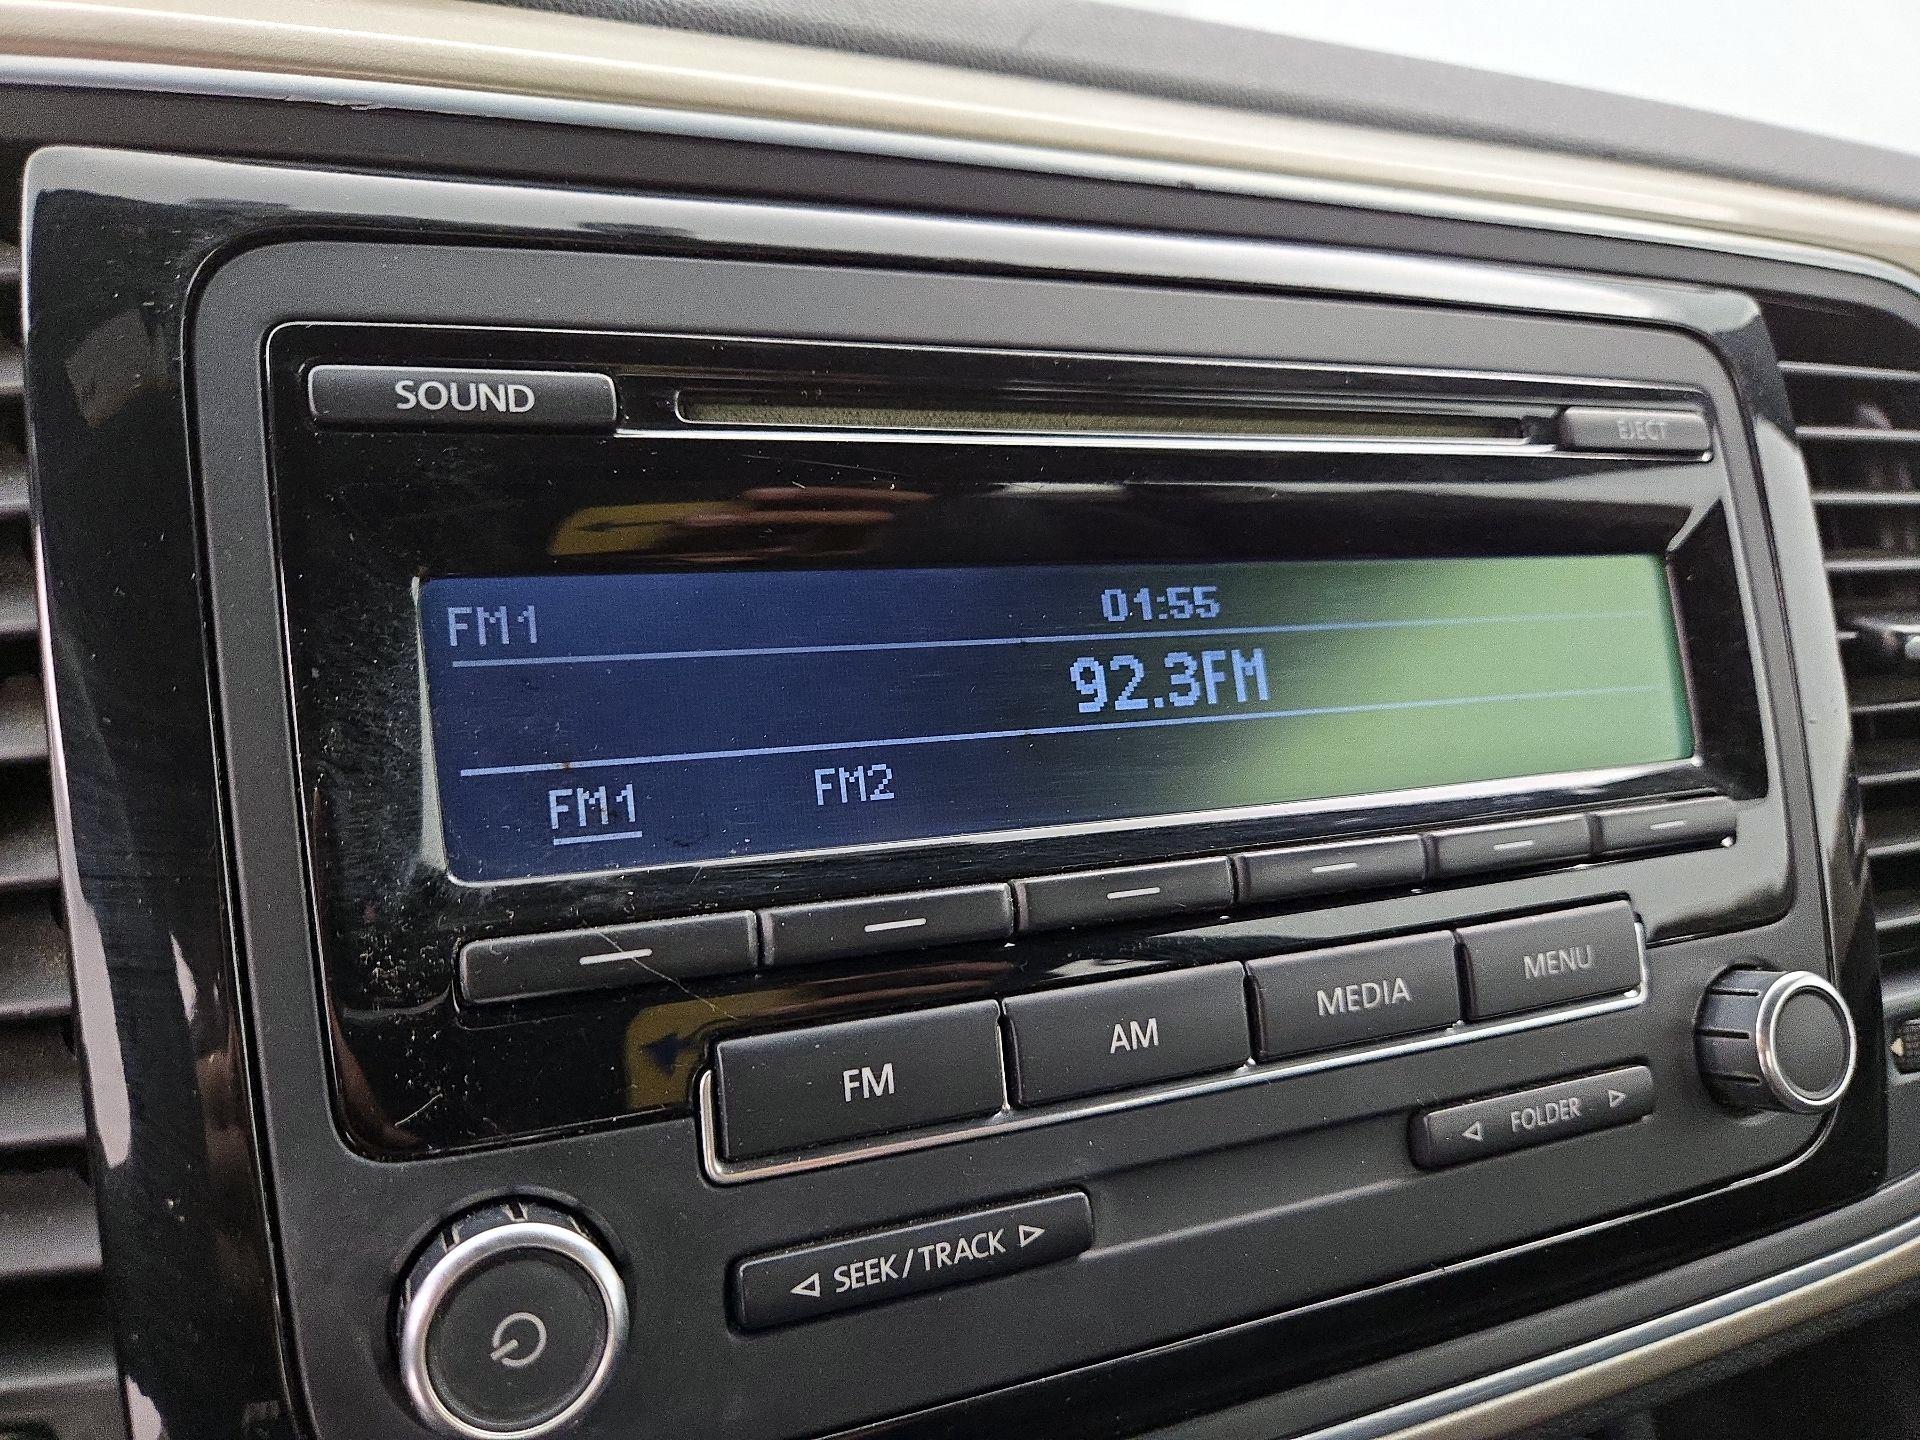 SOUND
EJECT
FM1
01:55
92.3FM
FM1 FM2
FM AM MEDIA MENU
FOLDER
SEEK/TRACK